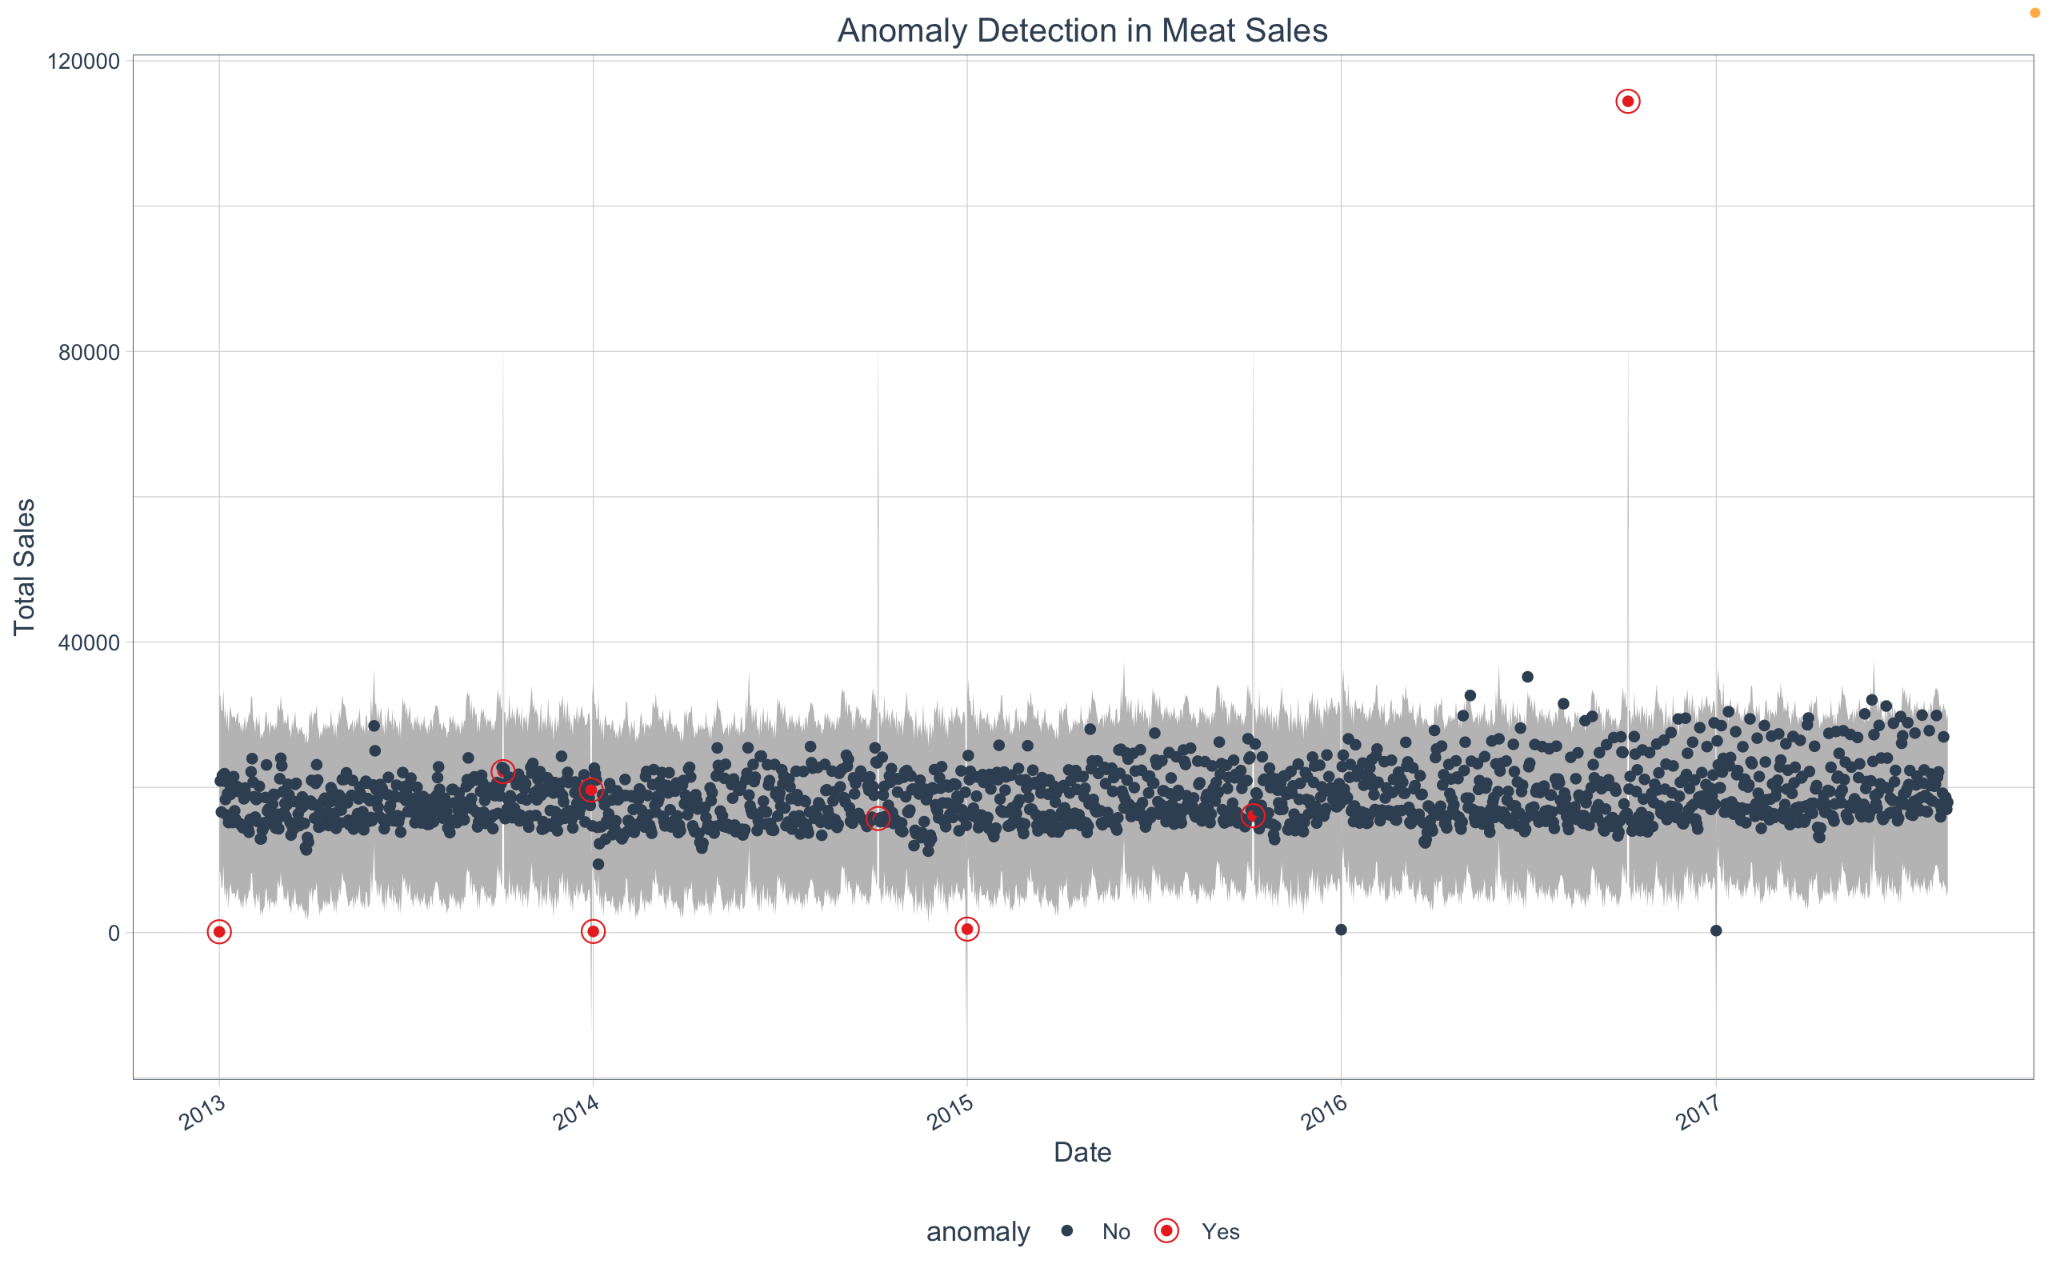 Anomaly Detection in Meat Sales
120000
80000
40000
0
Total Sales
2013
2014
2015
2016
2017
Date
anomaly No Yes